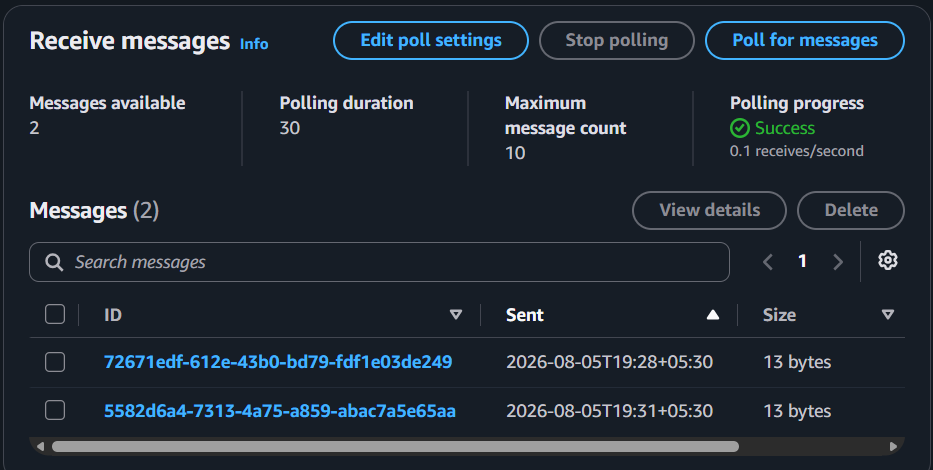 Receive messages Info
Edit poll settings
Stop polling
Poll for messages
Messages available
2
Polling duration
30
Maximum
message count
10
Polling progress
Success
0.1 receives/second
Messages (2)
View details
Delete
Search messages
1
ID
Sent
Size
72671edf-612e-43b0-bd79-fdf1e03de249 2026-08-05T19:28+05:30 13 bytes
5582d6a4-7313-4a75-a859-abac7a5e65aa 2026-08-05T19:31+05:30 13 bytes